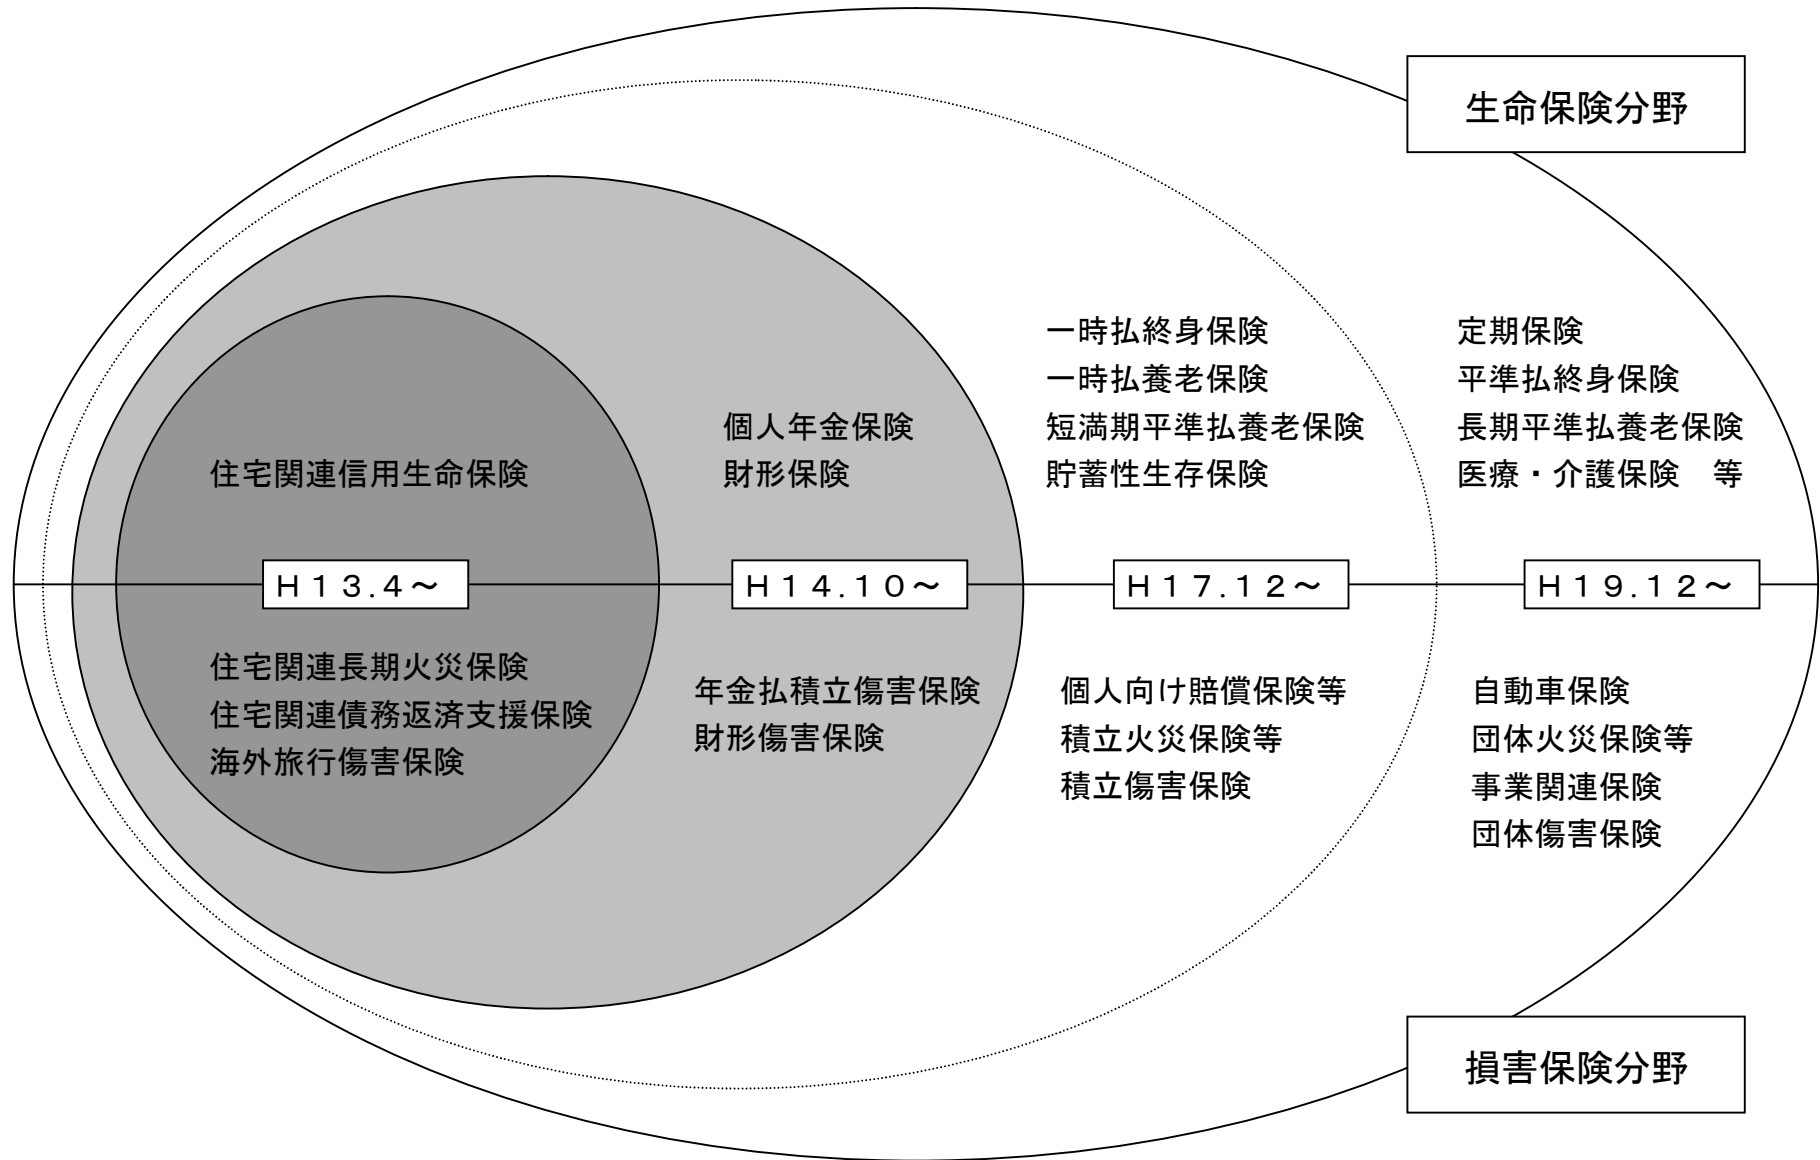 生命保険分野
住宅関連信用生命保険
個人年金保険
財形保険
一時払終身保険
一時払養老保険
短満期平準払養老保険
貯蓄性生存保険
定期保険
平準払終身保険
長期平準払養老保険
医療・介護保険　等
Ｈ１３.４～
Ｈ１４.１０～
Ｈ１７.１２～
Ｈ１９.１２～
住宅関連長期火災保険
住宅関連債務返済支援保険
海外旅行傷害保険
年金払積立傷害保険
財形傷害保険
個人向け賠償保険等
積立火災保険等
積立傷害保険
自動車保険
団体火災保険等
事業関連保険
団体傷害保険
損害保険分野